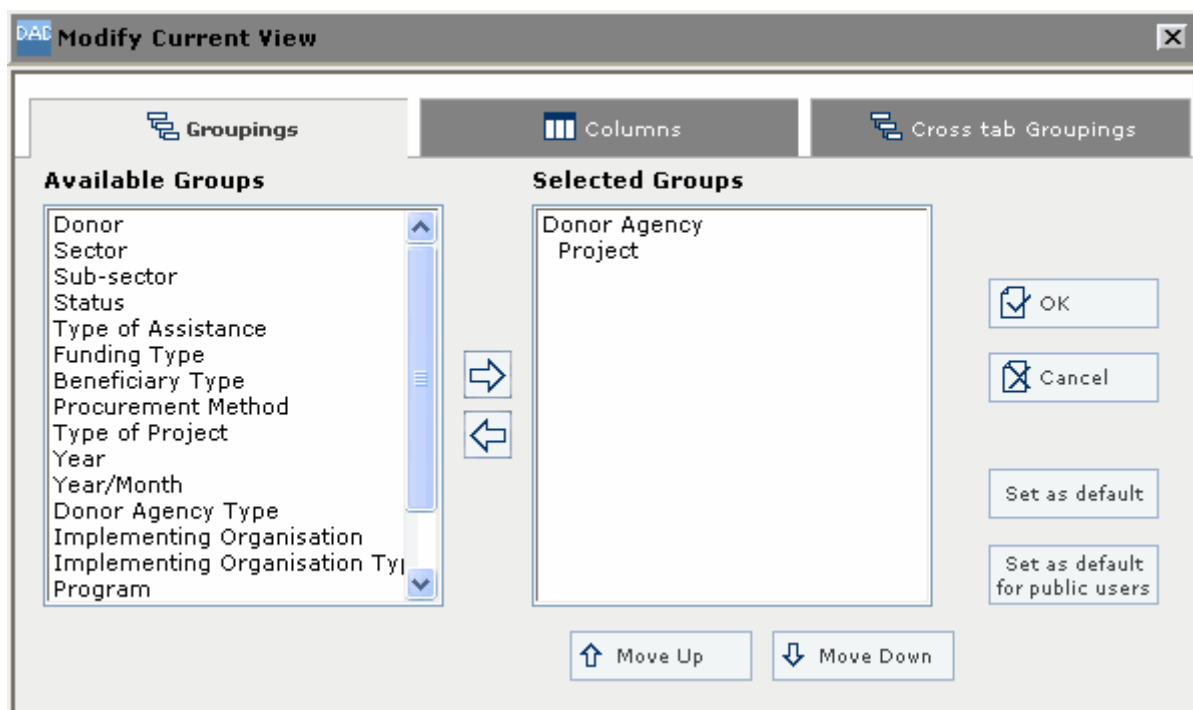 DAD Modify Current View
Groupings
Columns
Cross tab Groupings
Available Groups
Selected Groups
Donor
Sector
Sub-sector
Status
Type of Assistance
Funding Type
Beneficiary Type
Procurement Method
Type of Project
Year
Year/Month
Donor Agency Type
Implementing Organisation
Implementing Organisation Typ
Program
Donor Agency
Project
OK
Cancel
Set as default
Set as default
for public users
Move Up
Move Down